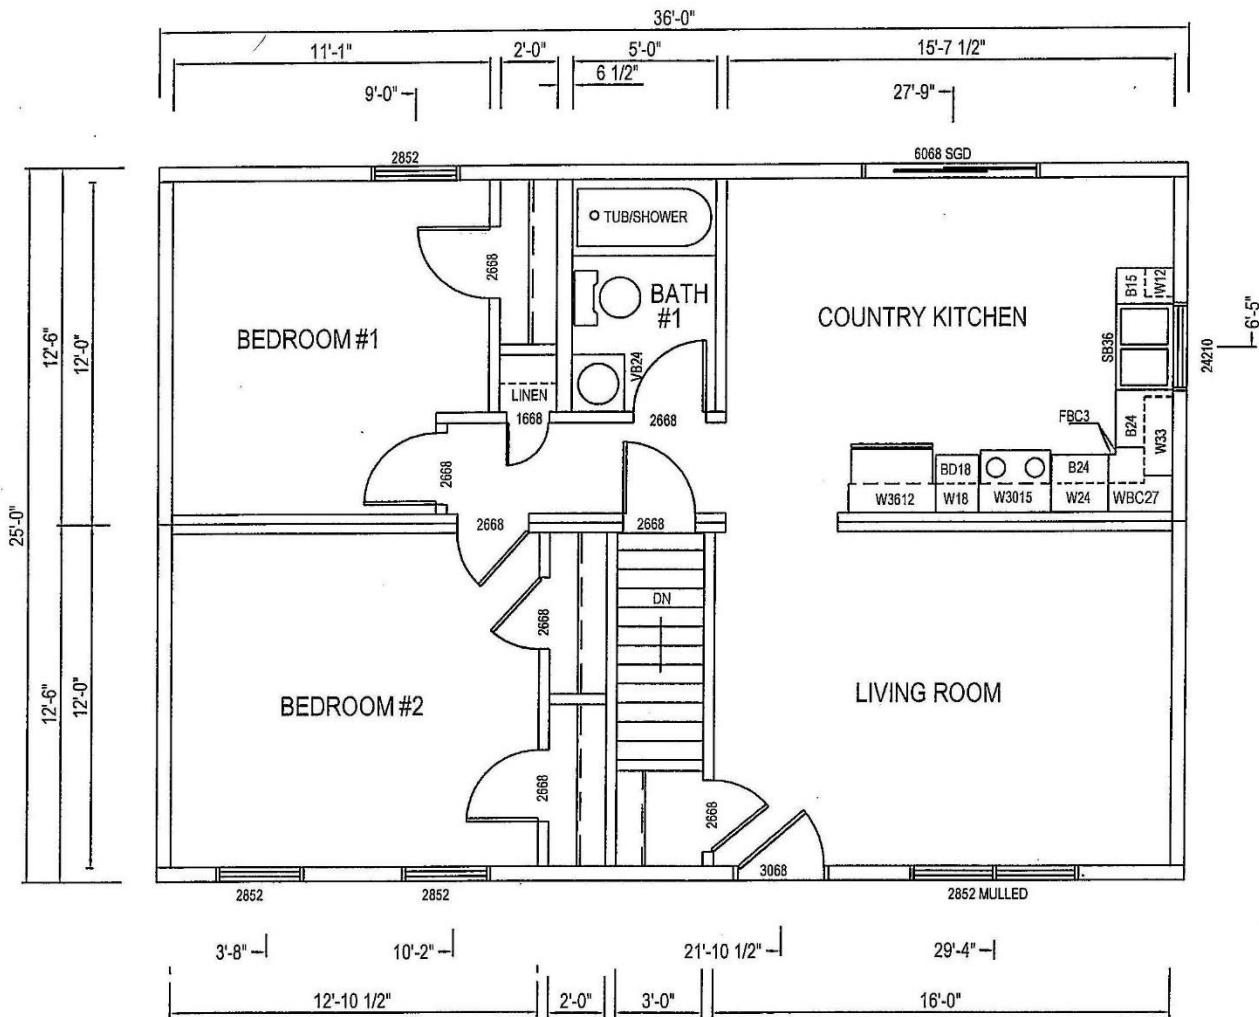 36'-0"
11'-1" 2'-0" 5'-0" 15'-7 1/2"
6 1/2"
9'-0" 27'-9"
2852 6068 SGD
TUB/SHOWER
2668
BATH
#1
BEDROOM #1
COUNTRY KITCHEN
B15 W12
SB36
24210
6'-5"
12'-6" 12'-0"
VB24
LINEN
1668
2668
FBC3
B24
W33
2668
BD18 B24
W3612 W18 W3015 W24 WBC27
2668 2668
25'-0"
DN
2668
12'-6" 12'-0"
BEDROOM #2
LIVING ROOM
2668
2668
3068
2852 2852 2852 MULLED
3'-8" 10'-2" 21'-10 1/2" 29'-4"
12'-10 1/2" 2'-0" 3'-0" 16'-0"